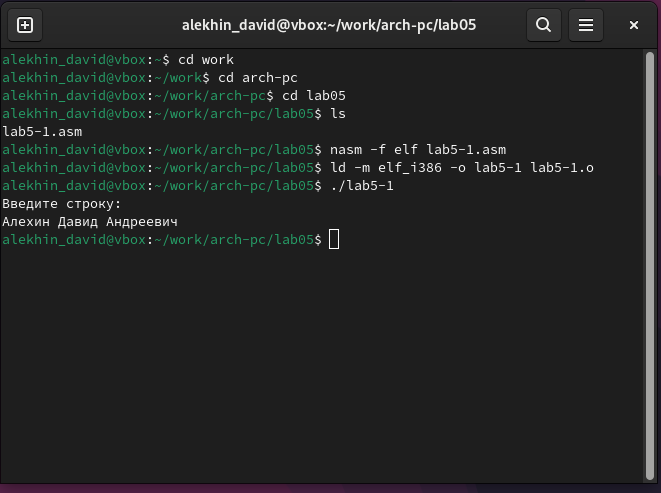 alekhin_david@vbox:~/work/arch-pc/lab05
alekhin_david@vbox:~$ cd work
alekhin_david@vbox:~/work$ cd arch-pc
alekhin_david@vbox:~/work/arch-pc$ cd lab05
alekhin_david@vbox:~/work/arch-pc/lab05$ ls
lab5-1.asm
alekhin_david@vbox:~/work/arch-pc/lab05$ nasm -f elf lab5-1.asm
alekhin_david@vbox:~/work/arch-pc/lab05$ ld -m elf_i386 -o lab5-1 lab5-1.o
alekhin_david@vbox:~/work/arch-pc/lab05$ ./lab5-1
Введите строку:
Алехин Давид Андреевич
alekhin_david@vbox:~/work/arch-pc/lab05$